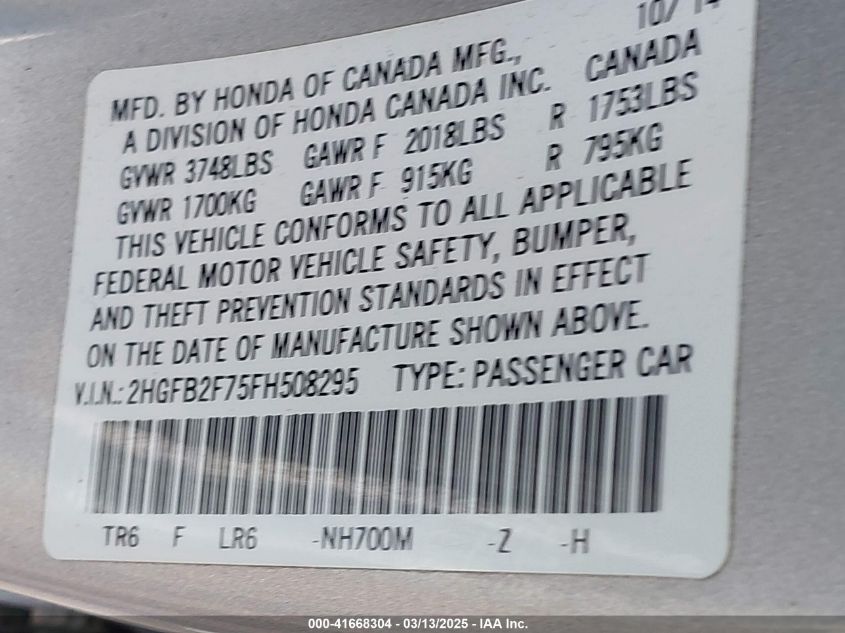 10/14
MFD. BY HONDA OF CANADA MFG.,
A DIVISION OF HONDA CANADA INC. CANADA
GVWR 3748LBS GAWR F 2018LBS R 1753LBS
GVWR 1700KG GAWR F 915KG R 795KG
THIS VEHICLE CONFORMS TO ALL APPLICABLE
FEDERAL MOTOR VEHICLE SAFETY, BUMPER,
AND THEFT PREVENTION STANDARDS IN EFFECT
ON THE DATE OF MANUFACTURE SHOWN ABOVE.
V.I.N.: 2HGFB2F75FH508295 TYPE: PASSENGER CAR
TR6 F LR6 -NH700M -Z -H
000-41668304 — 03/13/2025 - IAA Inc.